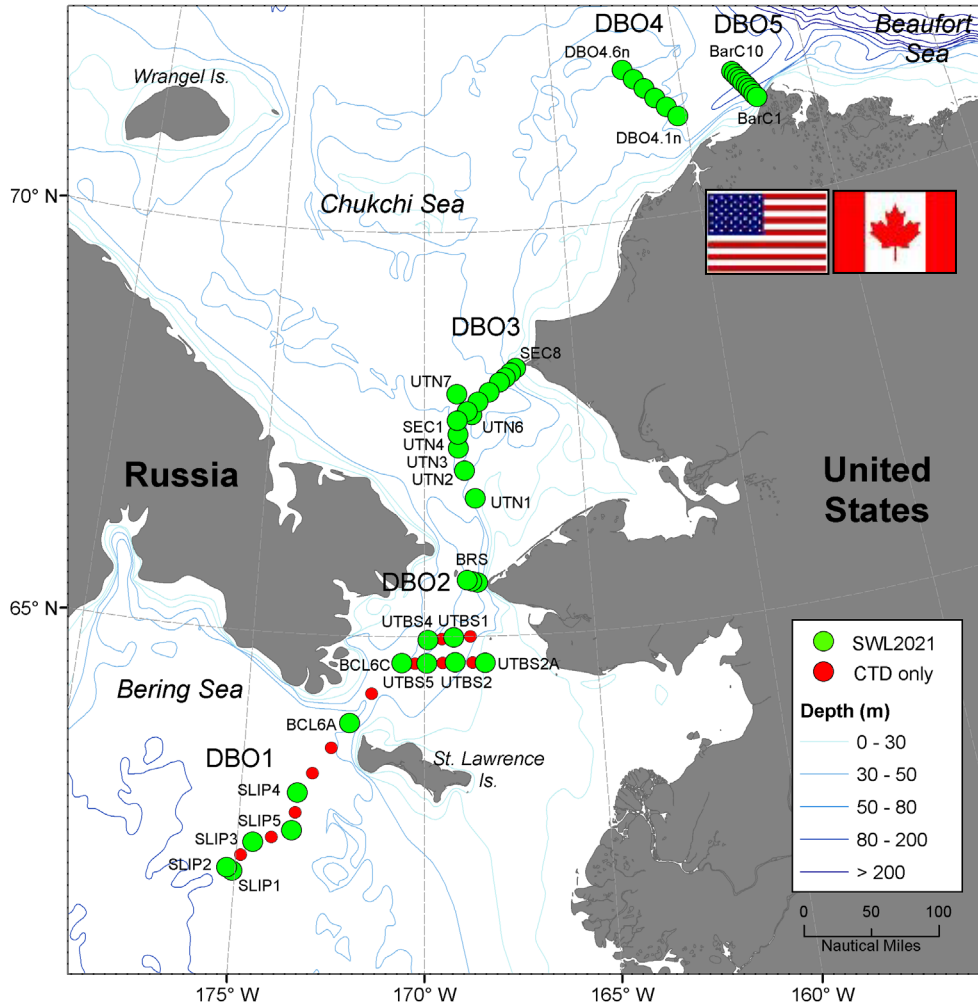 DBO4
DBO5
Beaufort
Sea
DBO4.6n
BarC10
Wrangel Is.
BarC1
DBO4.1n
70° N
Chukchi Sea
DBO3
SEC8
UTN7
SEC1
UTN6
UTN4
UTN3
UTN2
UTN1
Russia
United
States
BRS
DBO2
65° N
UTBS4
UTBS1
BCL6C
UTBS5
UTBS2
UTBS2A
Bering Sea
BCL6A
DBO1
St. Lawrence
Is.
SLIP4
SLIP5
SLIP3
SLIP2
SLIP1
SWL2021
CTD only
Depth (m)
0 - 30
30 - 50
50 - 80
80 - 200
> 200
0 50 100
Nautical Miles
175° W
170° W
165° W
160° W